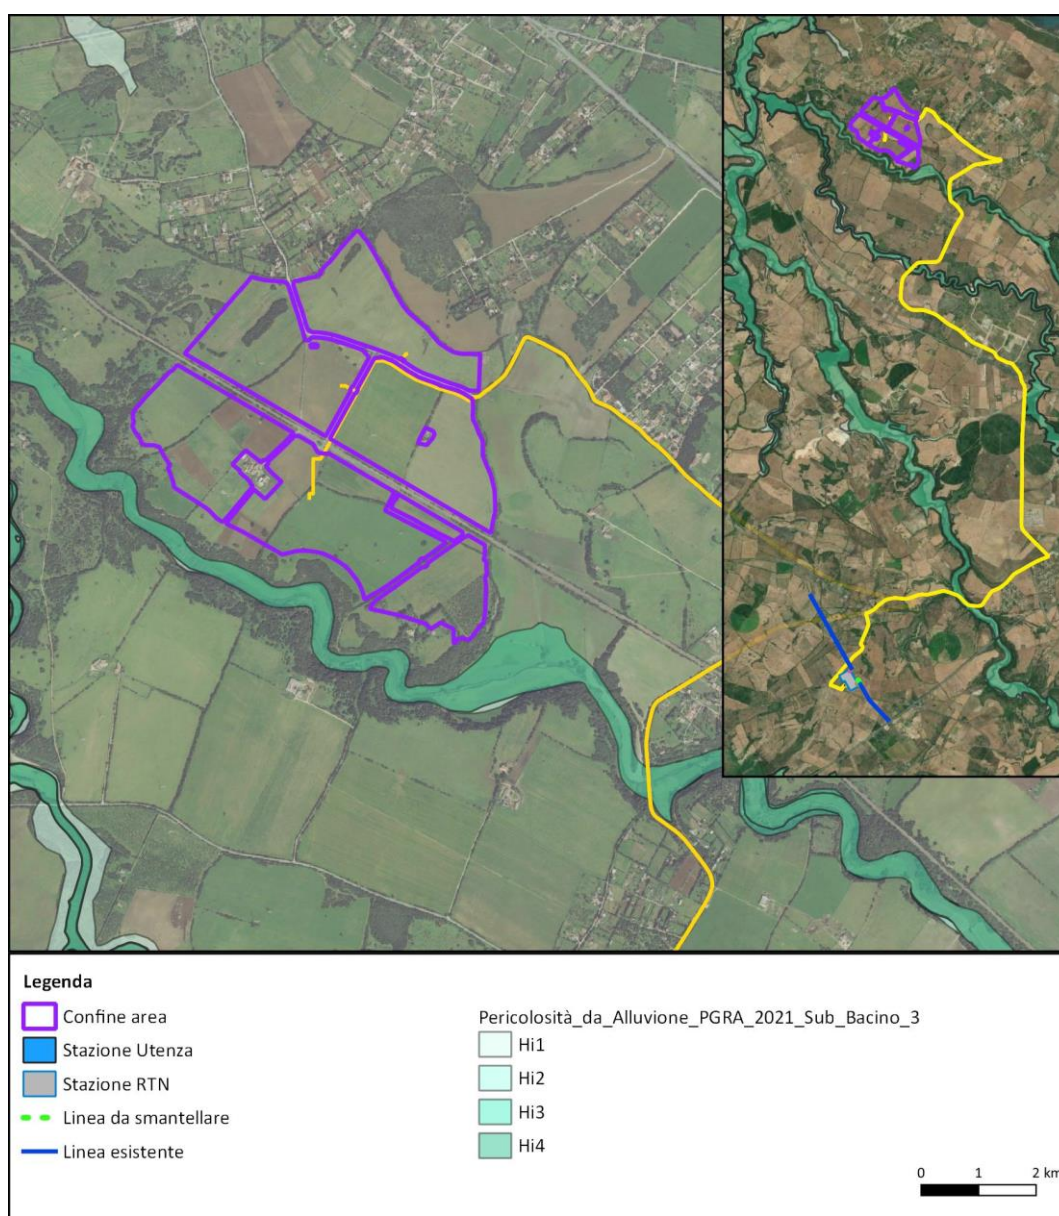 Legenda
Confine area
Stazione Utenza
Stazione RTN
Linea da smantellare
Linea esistente
Pericolosità_da_Alluvione_PGRA_2021_Sub_Bacino_3
Hi1
Hi2
Hi3
Hi4
0 1 2 km